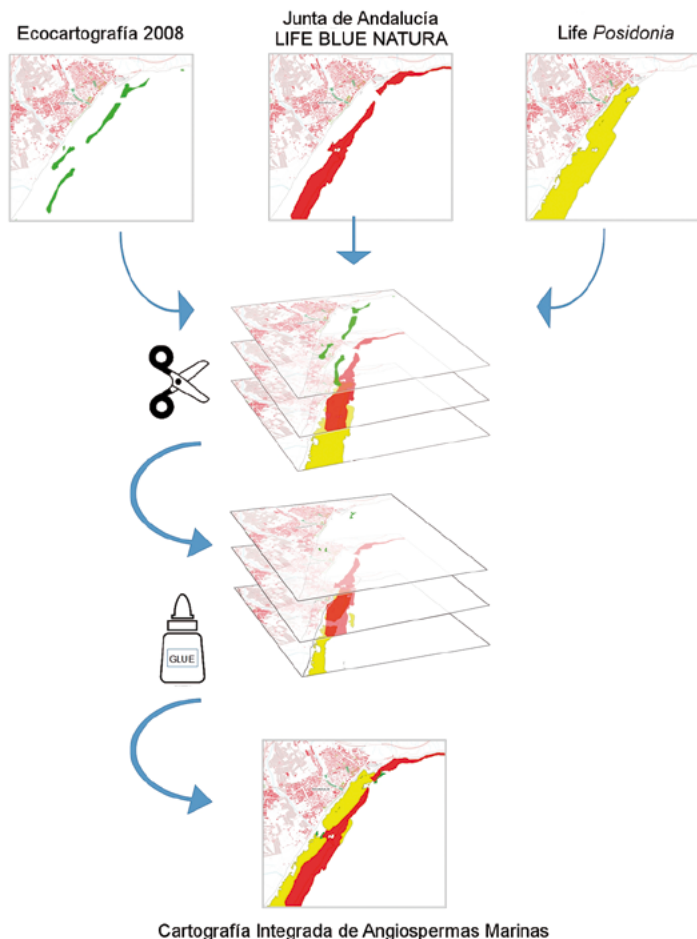 Ecocartografía 2008
Junta de Andalucía
LIFE BLUE NATURA
Life Posidonia
GLUE
Cartografía Integrada de Angiospermas Marinas